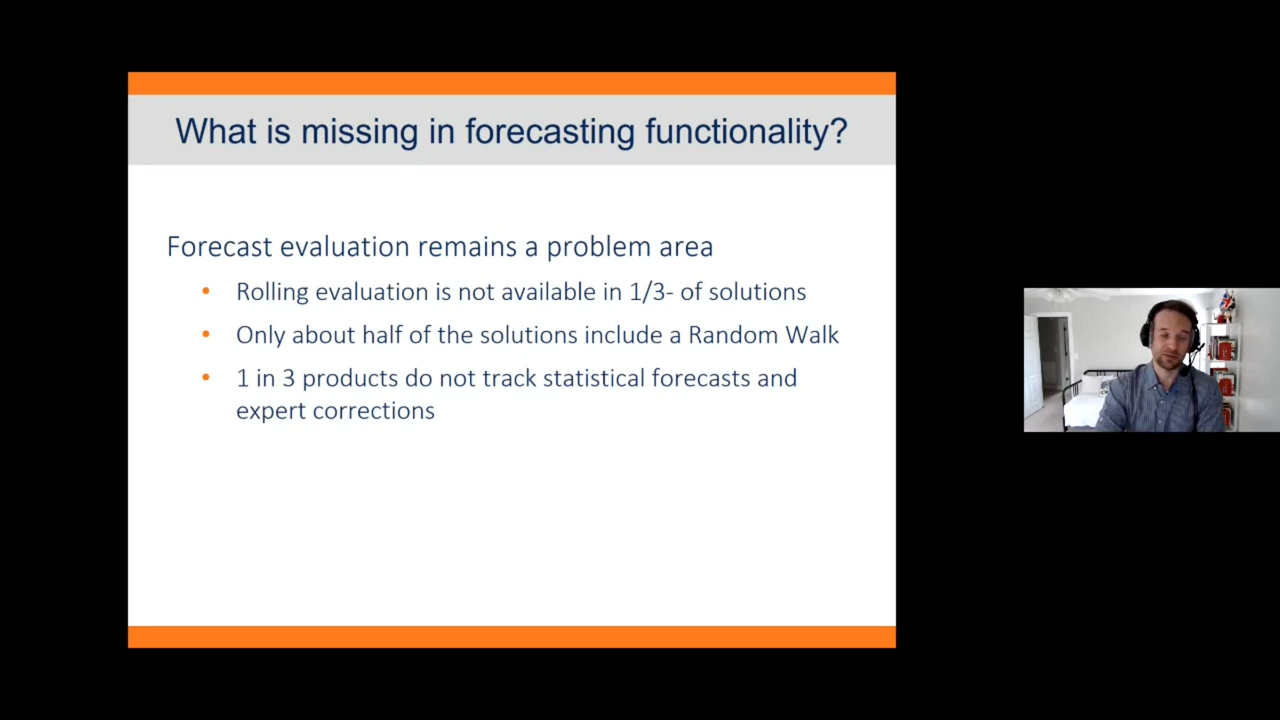 What is missing in forecasting functionality?
Forecast evaluation remains a problem area
• Rolling evaluation is not available in 1/3- of solutions
• Only about half of the solutions include a Random Walk
• 1 in 3 products do not track statistical forecasts and
expert corrections